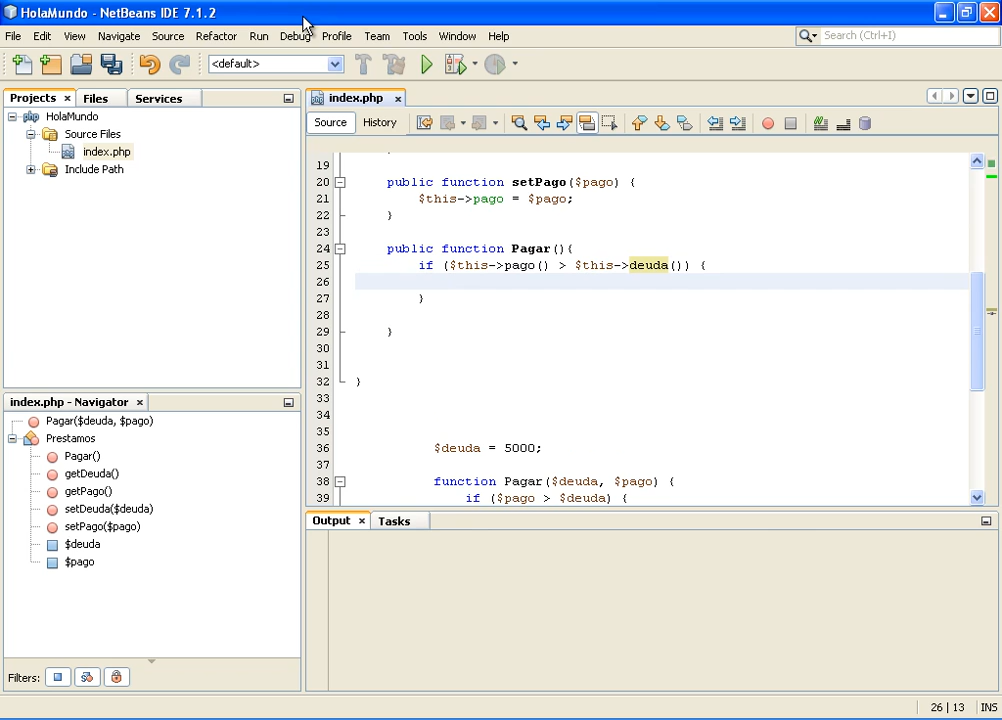 HolaMundo - NetBeans IDE 7.1.2
File Edit View Navigate Source Refactor Run Debug Profile Team Tools Window Help
Search (Ctrl+I)
<default>
Projects × Files Services
HolaMundo
Source Files
index.php
Include Path
index.php ×
Source History
19
20 public function setPago($pago) {
21 $this->pago = $pago;
22 }
23
24 public function Pagar(){
25 if ($this->pago() > $this->deuda()) {
26
27 }
28
29 }
30
31
32 }
33
34
35
36 $deuda = 5000;
37
38 function Pagar($deuda, $pago) {
39 if ($pago > $deuda) {
index.php - Navigator ×
Pagar($deuda, $pago)
Prestamos
Pagar()
getDeuda()
getPago()
setDeuda($deuda)
setPago($pago)
$deuda
$pago
Filters:
Output × Tasks
26 | 13 INS